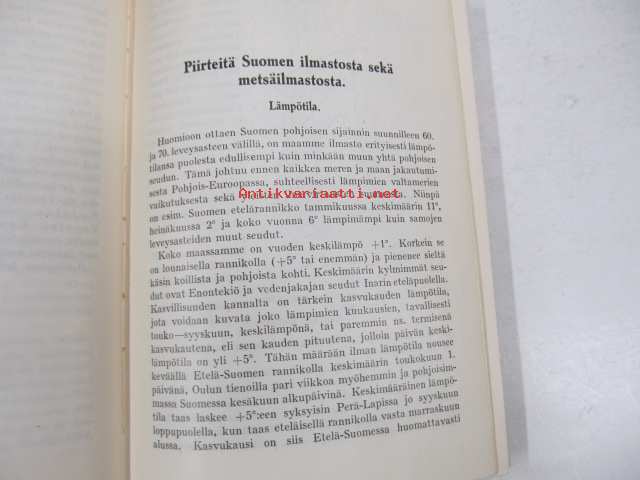 Piirteitä Suomen ilmastosta sekä
metsäilmastosta.
Lämpötila.
Huomioon ottaen Suomen pohjoisen sijainnin suunnilleen 60.
ja 70. leveysasteen välillä, on maamme ilmasto erityisesti lämpö-
tilansa puolesta edullisempi kuin minkään muun yhtä pohjoisen
seudun. Tämä johtuu ennen kaikkea meren ja maan jakautumi-
sesta Pohjois-Euroopassa, suhteellisesti lämpimien valtamerien
vaikutuksesta sekä
Antikvariaatti.net
Niinpä
on esim. Suomen etelärannikko tammikuussa keskimäärin 11°,
heinäkuussa 2° ja koko vuonna 6° lämpimämpi kuin samojen
leveysasteiden muut seudut.
Koko maassamme on vuoden keskilämpö +1°. Korkein se
on lounaisella rannikolla (+5° tai enemmän) ja pienenee sieltä
käsin koillista ja pohjoista kohti. Keskimäärin kylmimmät seu-
dut ovat Enontekiö ja vedenjakajan seudut Inarin eteläpuolella.
Kasvillisuuden kannalta on tärkein kasvukauden lämpötila,
jota voidaan kuvata joko lämpimien kuukausien, tavallisesti
touko—syyskuun, keskilämpönä, tai paremmin ns. termisenä
kasvukautena, eli sen kauden pituutena, jolloin päivän keski-
lämpötila on yli +5°. Tähän määrään ilman lämpötila nousee
keväällä Etelä-Suomen rannikolla keskimäärin toukokuun 1.
päivänä, Oulun tienoilla pari viikkoa myöhemmin ja pohjoisim-
massa Suomessa kesäkuun alkupäivinä. Keskimääräinen lämpö-
tila taas laskee +5°:een syksyisin Perä-Lapissa jo syyskuun
loppupuolella, kun taas eteläisellä rannikolla vasta marraskuun
alussa. Kasvukausi on siis Etelä-Suomessa huomattavasti